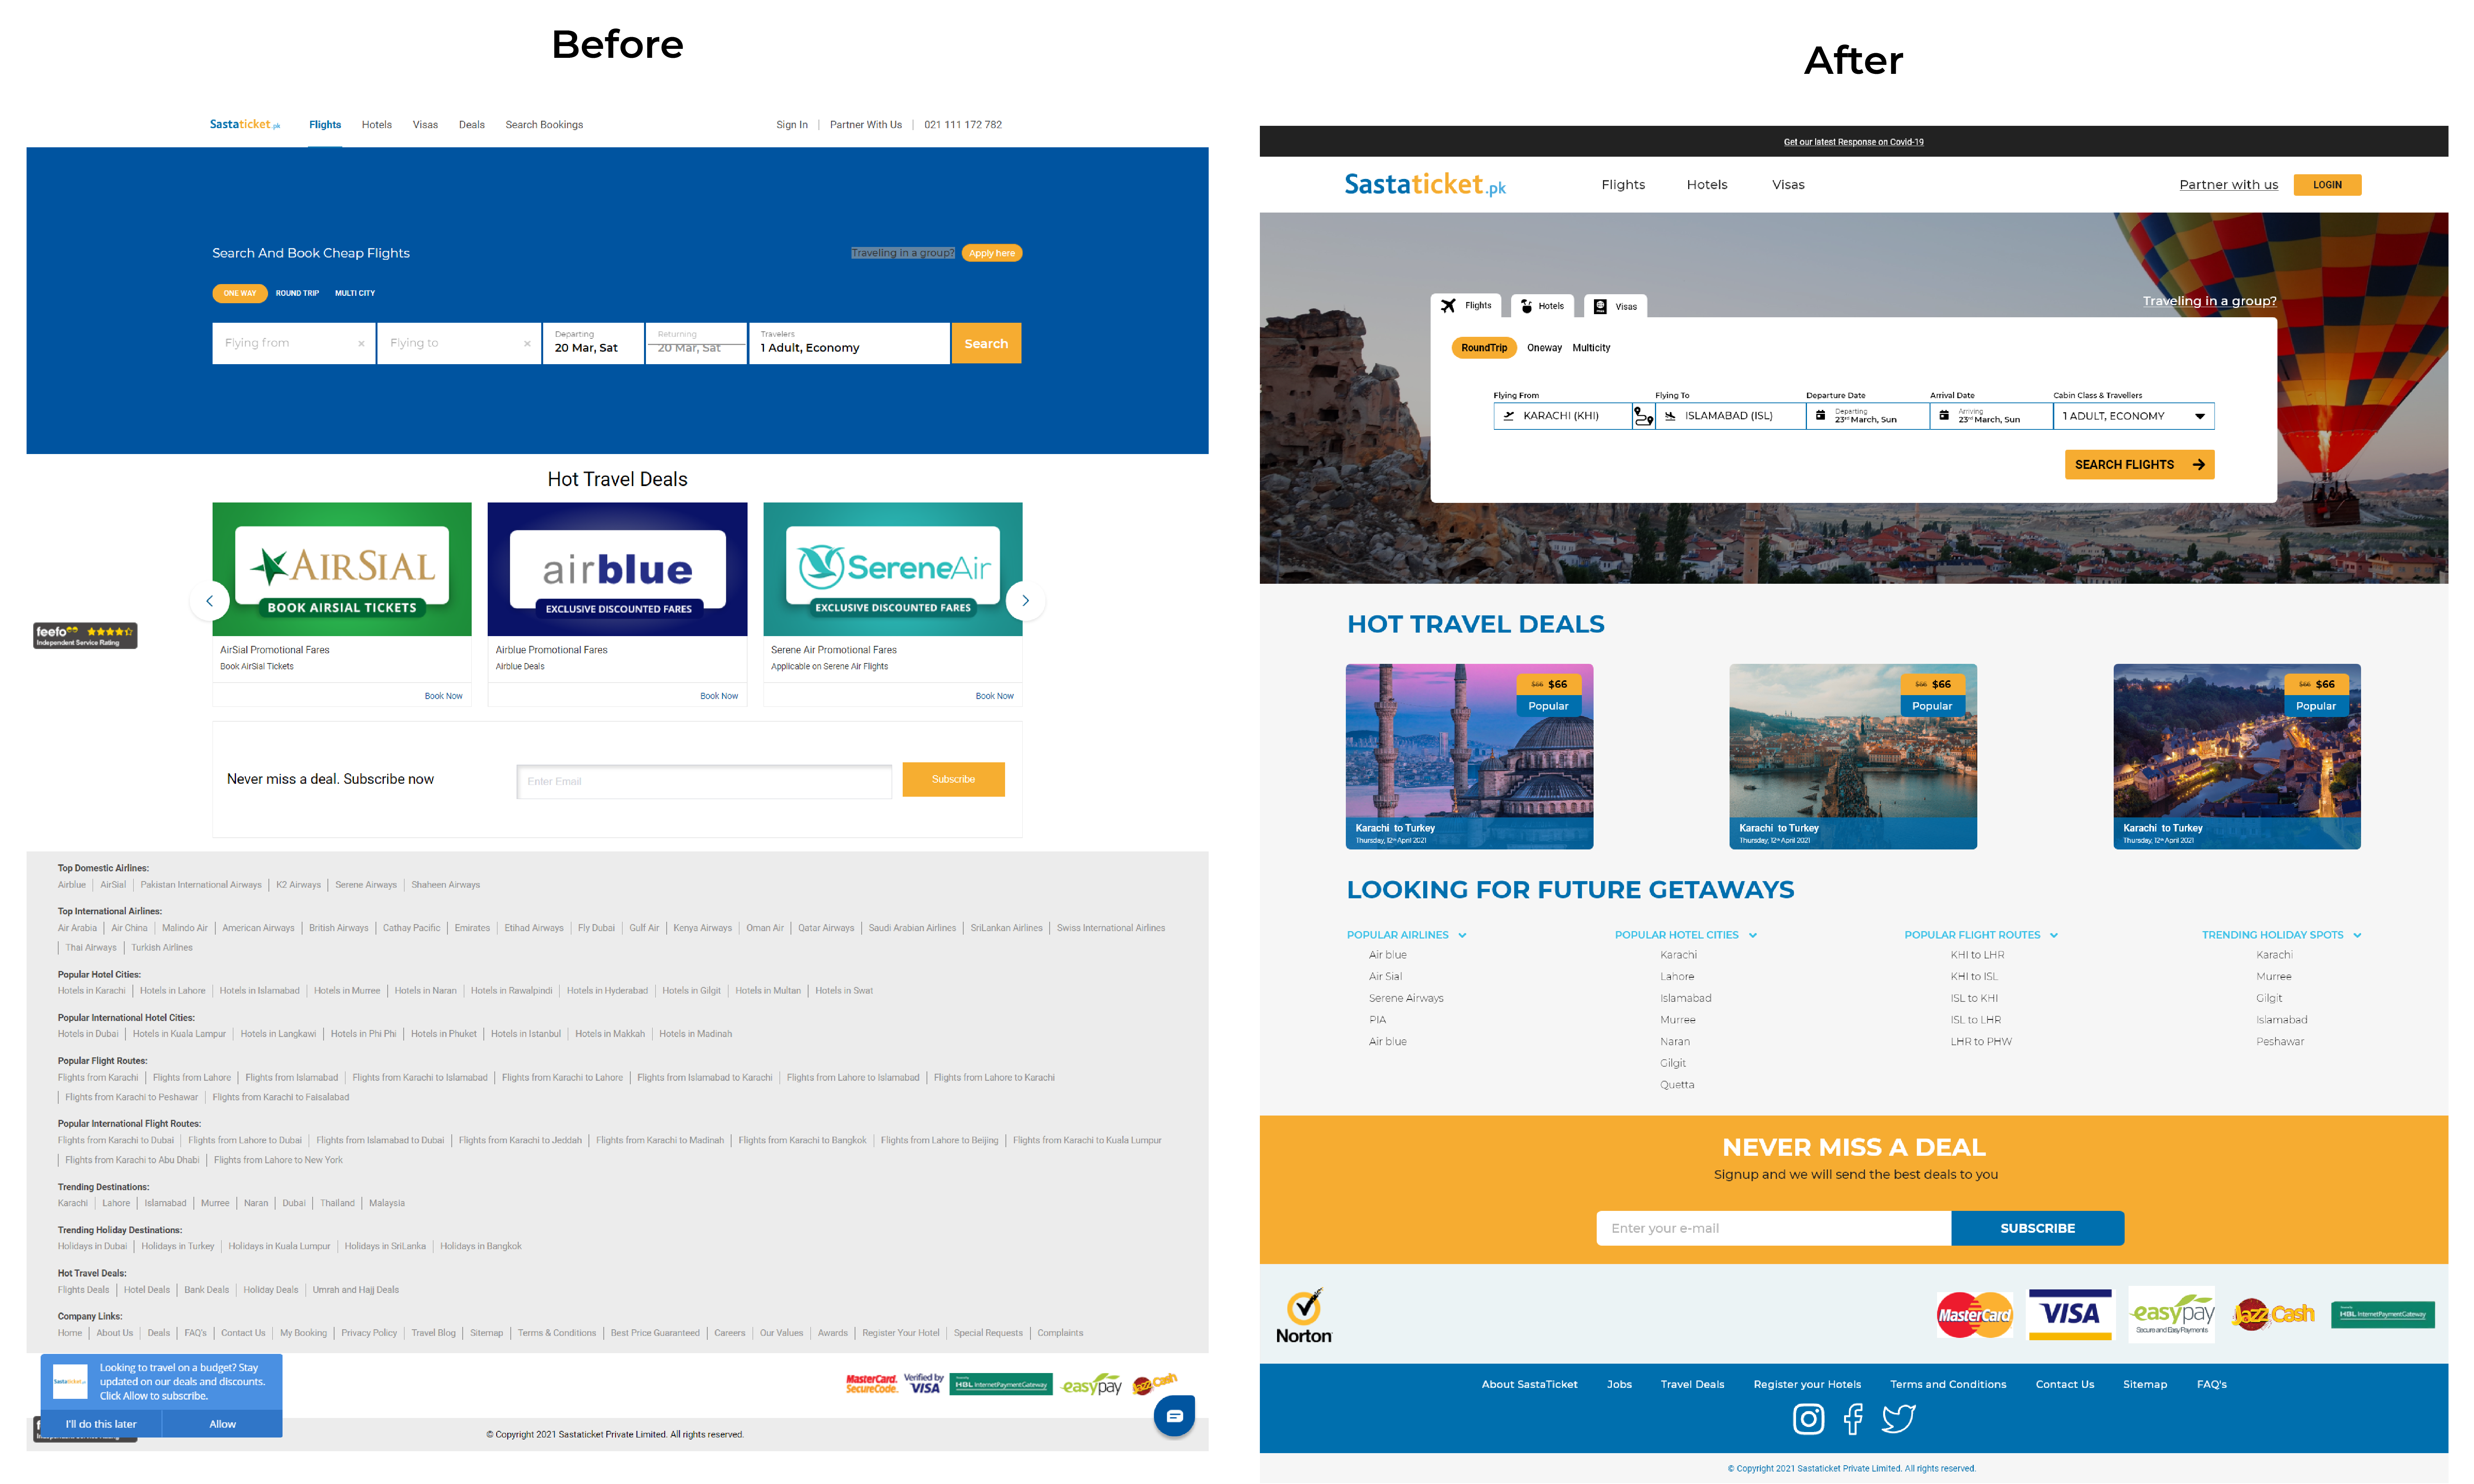 Before
Sastaticket.pk Flights Hotels Visas Deals Search Bookings Sign In | Partner With Us | 021 111 172 782
Search And Book Cheap Flights Traveling in a group? Apply here
ONE WAY ROUND TRIP MULTI CITY
Flying from × Flying to × Departing Returning Travelers
20 Mar, Sat 20 Mar, Sat 1 Adult, Economy Search
Hot Travel Deals
AIRSIAL airblue SereneAir
BOOK AIRSIAL TICKETS EXCLUSIVE DISCOUNTED FARES EXCLUSIVE DISCOUNTED FARES
feefo
Independent Service Rating
AirSial Promotional Fares Airblue Promotional Fares Serene Air Promotional Fares
Book AirSial Tickets Airblue Deals Applicable on Serene Air Flights
Book Now Book Now Book Now
Never miss a deal. Subscribe now Enter Email Subscribe
Top Domestic Airlines:
Airblue | AirSial | Pakistan International Airways | K2 Airways | Serene Airways | Shaheen Airways
Top International Airlines:
Air Arabia | Air China | Malindo Air | American Airways | British Airways | Cathay Pacific | Emirates | Etihad Airways | Fly Dubai | Gulf Air | Kenya Airways | Oman Air | Qatar Airways | Saudi Arabian Airlines | SriLankan Airlines | Swiss International Airlines
| Thai Airways | Turkish Airlines
Popular Hotel Cities:
Hotels in Karachi | Hotels in Lahore | Hotels in Islamabad | Hotels in Murree | Hotels in Naran | Hotels in Rawalpindi | Hotels in Hyderabad | Hotels in Gilgit | Hotels in Multan | Hotels in Swat
Popular International Hotel Cities:
Hotels in Dubai | Hotels in Kuala Lampur | Hotels in Langkawi | Hotels in Phi Phi | Hotels in Phuket | Hotels in Istanbul | Hotels in Makkah | Hotels in Madinah
Popular Flight Routes:
Flights from Karachi | Flights from Lahore | Flights from Islamabad | Flights from Karachi to Islamabad | Flights from Karachi to Lahore | Flights from Islamabad to Karachi | Flights from Lahore to Islamabad | Flights from Lahore to Karachi
| Flights from Karachi to Peshawar | Flights from Karachi to Faisalabad
Popular International Flight Routes:
Flights from Karachi to Dubai | Flights from Lahore to Dubai | Flights from Islamabad to Dubai | Flights from Karachi to Jeddah | Flights from Karachi to Madinah | Flights from Karachi to Bangkok | Flights from Lahore to Beijing | Flights from Karachi to Kuala Lumpur
| Flights from Karachi to Abu Dhabi | Flights from Lahore to New York
Trending Destinations:
Karachi | Lahore | Islamabad | Murree | Naran | Dubai | Thailand | Malaysia
Trending Holiday Destinations:
Holidays in Dubai | Holidays in Turkey | Holidays in Kuala Lumpur | Holidays in SriLanka | Holidays in Bangkok
Hot Travel Deals:
Flights Deals | Hotel Deals | Bank Deals | Holiday Deals | Umrah and Hajj Deals
Company Links:
Home | About Us | Deals | FAQ's | Contact Us | My Booking | Privacy Policy | Travel Blog | Sitemap | Terms & Conditions | Best Price Guaranteed | Careers | Our Values | Awards | Register Your Hotel | Special Requests | Complaints
Looking to travel on a budget? Stay
updated on our deals and discounts.
Click Allow to subscribe.
Sastaticket.pk
I'll do this later Allow
MasterCard. SecureCode. Verified by VISA HBL InternetPaymentGateway easypay JazzCash
© Copyright 2021 Sastaticket Private Limited. All rights reserved.
After
Get our latest Response on Covid-19
Sastaticket.pk Flights Hotels Visas Partner with us LOGIN
Flights Hotels Visas Traveling in a group?
RoundTrip Oneway Multicity
Flying From Flying To Departure Date Arrival Date Cabin Class & Travellers
KARACHI (KHI) ISLAMABAD (ISL) Departing 23rd March, Sun Arriving 23rd March, Sun 1 ADULT, ECONOMY
SEARCH FLIGHTS
HOT TRAVEL DEALS
$66 $66 $66 $66 $66 $66
Popular Popular Popular
Karachi to Turkey Karachi to Turkey Karachi to Turkey
Thursday, 12th April 2021 Thursday, 12th April 2021 Thursday, 12th April 2021
LOOKING FOR FUTURE GETAWAYS
POPULAR AIRLINES POPULAR HOTEL CITIES POPULAR FLIGHT ROUTES TRENDING HOLIDAY SPOTS
Air blue Karachi KHI to LHR Karachi
Air Sial Lahore KHI to ISL Murree
Serene Airways Islamabad ISL to KHI Gilgit
PIA Murree ISL to LHR Islamabad
Air blue Naran LHR to PHW Peshawar
Gilgit
Quetta
NEVER MISS A DEAL
Signup and we will send the best deals to you
Enter your e-mail SUBSCRIBE
Norton MasterCard VISA easypay Secure and Easy Payments JazzCash HBL InternetPaymentGateway
About SastaTicket Jobs Travel Deals Register your Hotels Terms and Conditions Contact Us Sitemap FAQ's
© Copyright 2021 Sastaticket Private Limited. All rights reserved.